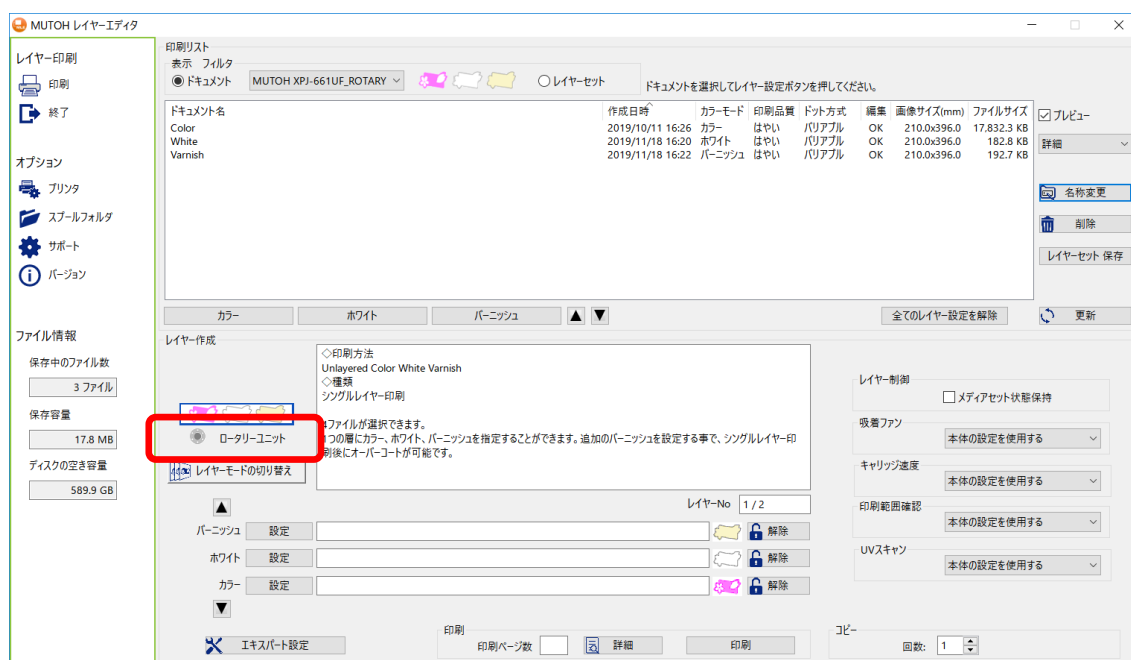 MUTOH レイヤーエディタ
レイヤー印刷
印刷
終了
オプション
プリンタ
スプールフォルダ
サポート
バージョン
ファイル情報
保存中のファイル数
3 ファイル
保存容量
17.8 MB
ディスクの空き容量
589.9 GB
印刷リスト
表示 フィルタ
ドキュメント MUTOH XPJ-661UF_ROTARY レイヤーセット ドキュメントを選択してレイヤー設定ボタンを押してください。
ドキュメント名 作成日時 カラーモード 印刷品質 ドット方式 編集 画像サイズ(mm) ファイルサイズ
Color 2019/10/11 16:26 カラー はやい バリアブル OK 210.0x396.0 17,832.3 KB
White 2019/11/18 16:20 ホワイト はやい バリアブル OK 210.0x396.0 182.8 KB
Varnish 2019/11/18 16:22 バーニッシュ はやい バリアブル OK 210.0x396.0 192.7 KB
プレビュー
詳細
名称変更
削除
レイヤーセット 保存
カラー ホワイト バーニッシュ ▲ ▼ 全てのレイヤー設定を解除 更新
レイヤー作成
◇印刷方法
Unlayered Color White Varnish
◇種類
シングルレイヤー印刷
4ファイルが選択できます。
つの層にカラー、ホワイト、バーニッシュを指定することができます。追加のバーニッシュを設定する事で、シングルレイヤー印
刷後にオーバーコートが可能です。
ロータリーユニット
レイヤーモードの切り替え
レイヤーNo 1 / 2
▲
バーニッシュ 設定 解除
ホワイト 設定 解除
カラー 設定 解除
▼
エキスパート設定
印刷
印刷ページ数 詳細 印刷
レイヤー制御
メディアセット状態保持
吸着ファン
本体の設定を使用する
キャリッジ速度
本体の設定を使用する
印刷範囲確認
本体の設定を使用する
UVスキャン
本体の設定を使用する
コピー
回数: 1